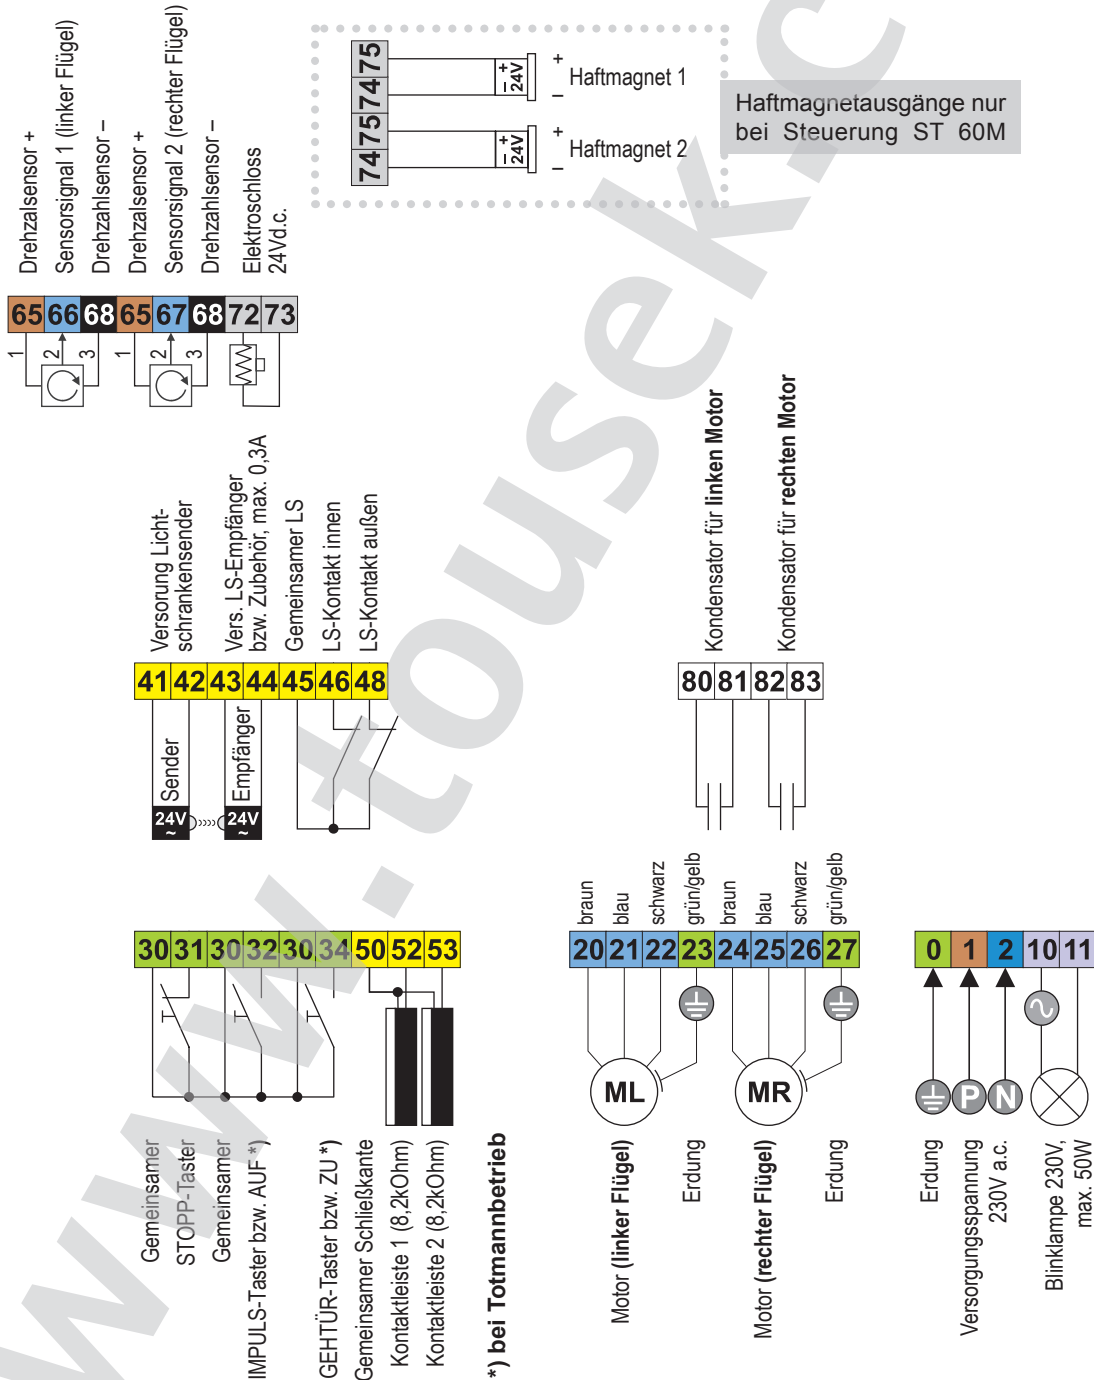 Drehzalsensor +
Sensorsignal 1 (linker Flügel)
Drehzahlsensor –
Drehzalsensor +
Sensorsignal 2 (rechter Flügel)
Drehzahlsensor –
Elektroschloss
24Vd.c.
65 66 68 65 67 68 72 73
1 2 3 1 2 3
74 75 74 75
– + 24V
+
–
Haftmagnet 1
– + 24V
+
–
Haftmagnet 2
Haftmagnetausgänge nur
bei Steuerung ST 60M
Versorung Licht-
schrankensender
Vers. LS-Empfänger
bzw. Zubehör, max. 0,3A
Gemeinsamer LS
LS-Kontakt innen
LS-Kontakt außen
41 42 43 44 45 46 48
Sender
Empfänger
24V ~
24V ~
Kondensator für linken Motor
Kondensator für rechten Motor
80 81 82 83
30 31 30 32 30 34 50 52 53
Gemeinsamer
STOPP-Taster
Gemeinsamer
IMPULS-Taster bzw. AUF *)
GEHTÜR-Taster bzw. ZU *)
Gemeinsamer Schließkante
Kontaktleiste 1 (8,2kOhm)
Kontaktleiste 2 (8,2kOhm)
*) bei Totmannbetrieb
braun
blau
schwarz
grün/gelb
braun
blau
schwarz
grün/gelb
20 21 22 23 24 25 26 27
ML
MR
Motor (linker Flügel)
Erdung
Motor (rechter Flügel)
Erdung
0 1 2 10 11
P
N
~
Erdung
Versorgungsspannung
230V a.c.
Blinklampe 230V,
max. 50W
www.tousek.c